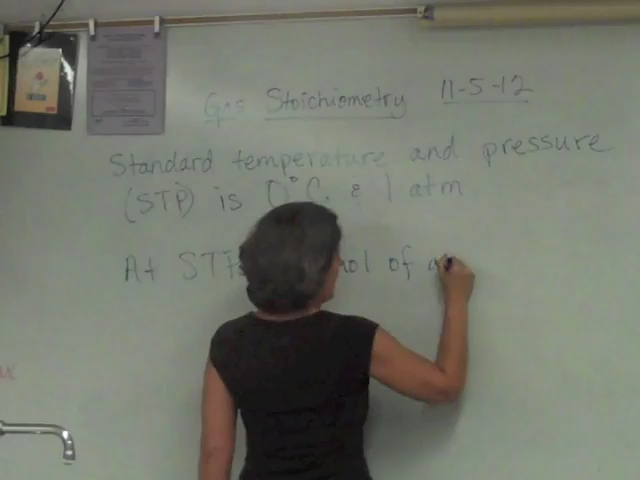 Gas Stoichiometry 11-5-12
Standard temperature and pressure
(STP) is 0°C & 1 atm
At STP mol of